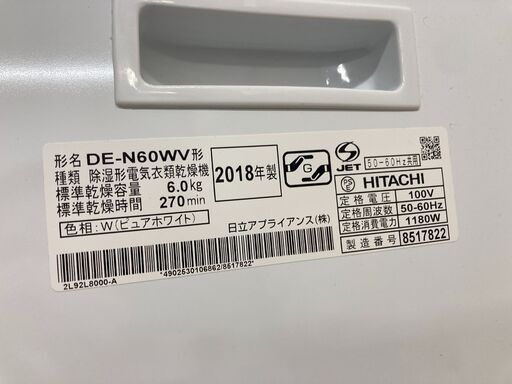 形名 DE-N60WV形
種類 除湿形電気衣類乾燥機
標準乾燥容量 6.0kg
標準乾燥時間 270min
色相:W(ピュアホワイト)
2018年製
JET
50-60Hz共用
HITACHI
定格電圧 100V
定格周波数 50-60Hz
定格消費電力 1180W
製造番号 8517822
日立アプライアンス(株)
*4902530106862/8517822*
2L92L8000-A